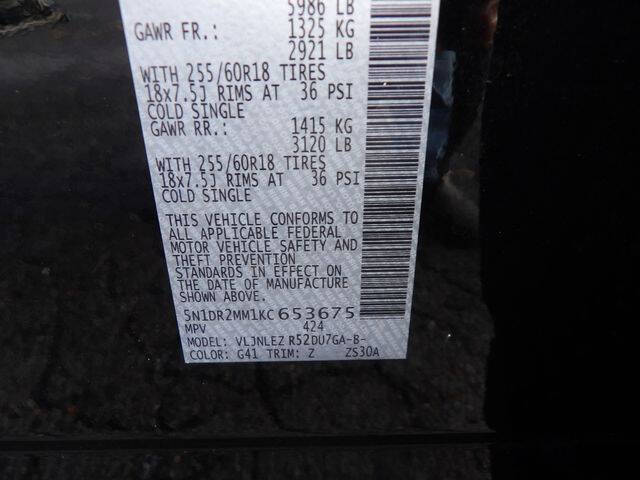 5986 LB
GAWR FR.: 1325 KG
2921 LB
WITH 255/60R18 TIRES
18x7.5J RIMS AT 36 PSI
COLD SINGLE
GAWR RR.: 1415 KG
3120 LB
WITH 255/60R18 TIRES
18x7.5J RIMS AT 36 PSI
COLD SINGLE
THIS VEHICLE CONFORMS TO
ALL APPLICABLE FEDERAL
MOTOR VEHICLE SAFETY AND
THEFT PREVENTION
STANDARDS IN EFFECT ON
THE DATE OF MANUFACTURE
SHOWN ABOVE.
5N1DR2MM1KC653675
MPV 424
MODEL: VLJNLEZ R52DU7GA-B-
COLOR: G41 TRIM: Z ZS30A